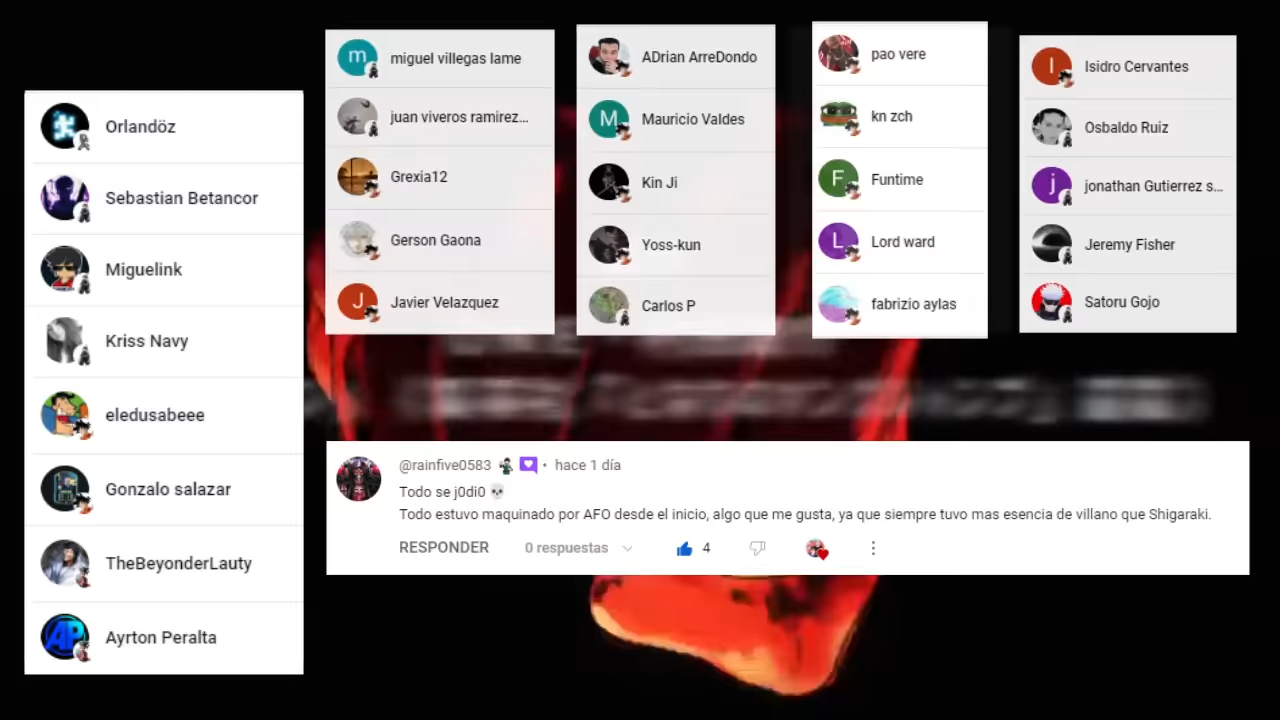 Orlandöz
Sebastian Betancor
Miguelink
Kriss Navy
eledusabeee
Gonzalo salazar
TheBeyonderLauty
AP
Ayrton Peralta
m
miguel villegas lame
juan viveros ramirez...
Grexia12
Gerson Gaona
J
Javier Velazquez
ADrian ArreDondo
M
Mauricio Valdes
Kin Ji
Yoss-kun
Carlos P
pao vere
kn zch
F
Funtime
L
Lord ward
fabrizio aylas
I
Isidro Cervantes
Osbaldo Ruiz
j
jonathan Gutierrez s...
Jeremy Fisher
Satoru Gojo
@rainfive0583 • hace 1 día
Todo se j0di0 💀
Todo estuvo maquinado por AFO desde el inicio, algo que me gusta, ya que siempre tuvo mas esencia de villano que Shigaraki.
RESPONDER 0 respuestas 4